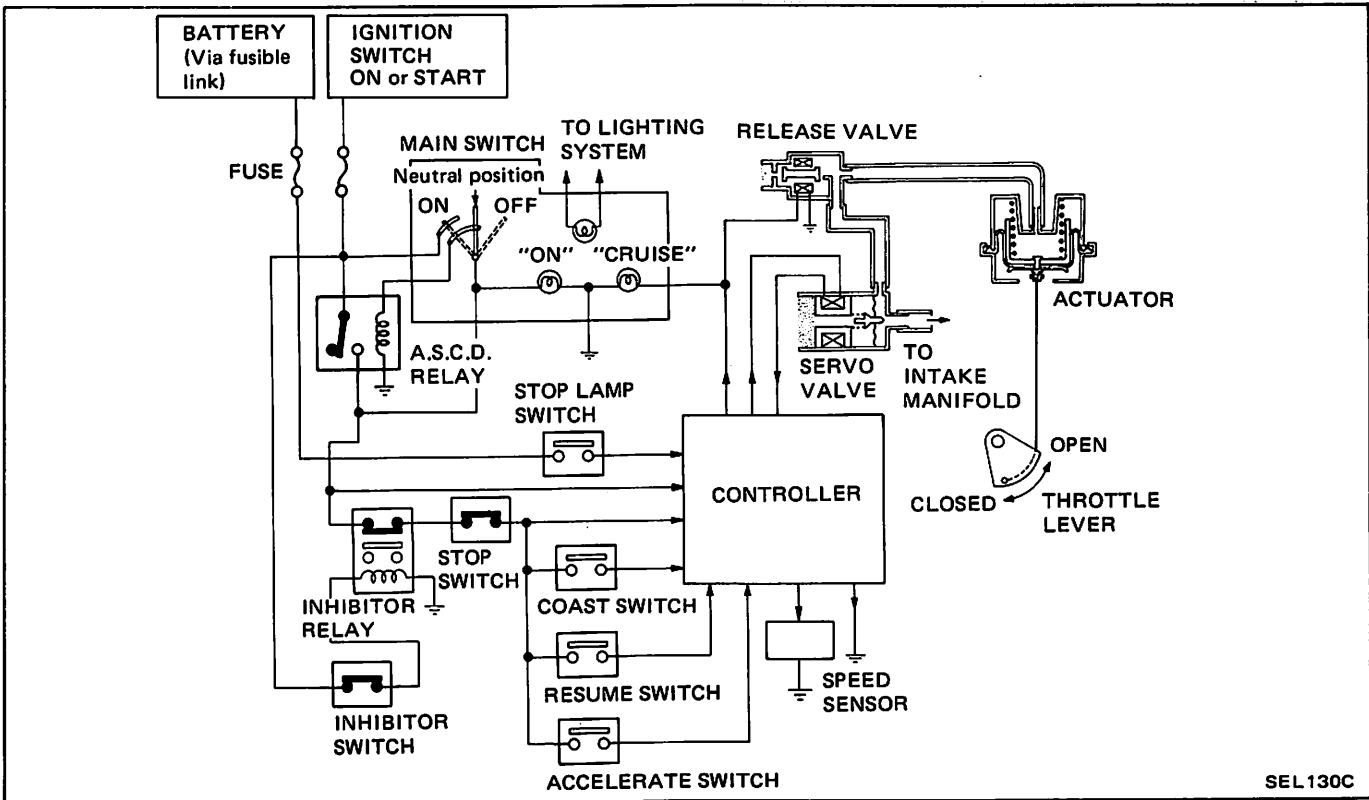 BATTERY
(Via fusible
link)
IGNITION
SWITCH
ON or START
FUSE
MAIN SWITCH
Neutral position
ON
OFF
TO LIGHTING
SYSTEM
"ON"
"CRUISE"
RELEASE VALVE
ACTUATOR
A.S.C.D.
RELAY
SERVO
VALVE
TO
INTAKE
MANIFOLD
STOP LAMP
SWITCH
OPEN
CLOSED
THROTTLE
LEVER
CONTROLLER
STOP
SWITCH
INHIBITOR
RELAY
COAST SWITCH
RESUME SWITCH
SPEED
SENSOR
INHIBITOR
SWITCH
ACCELERATE SWITCH
SEL130C